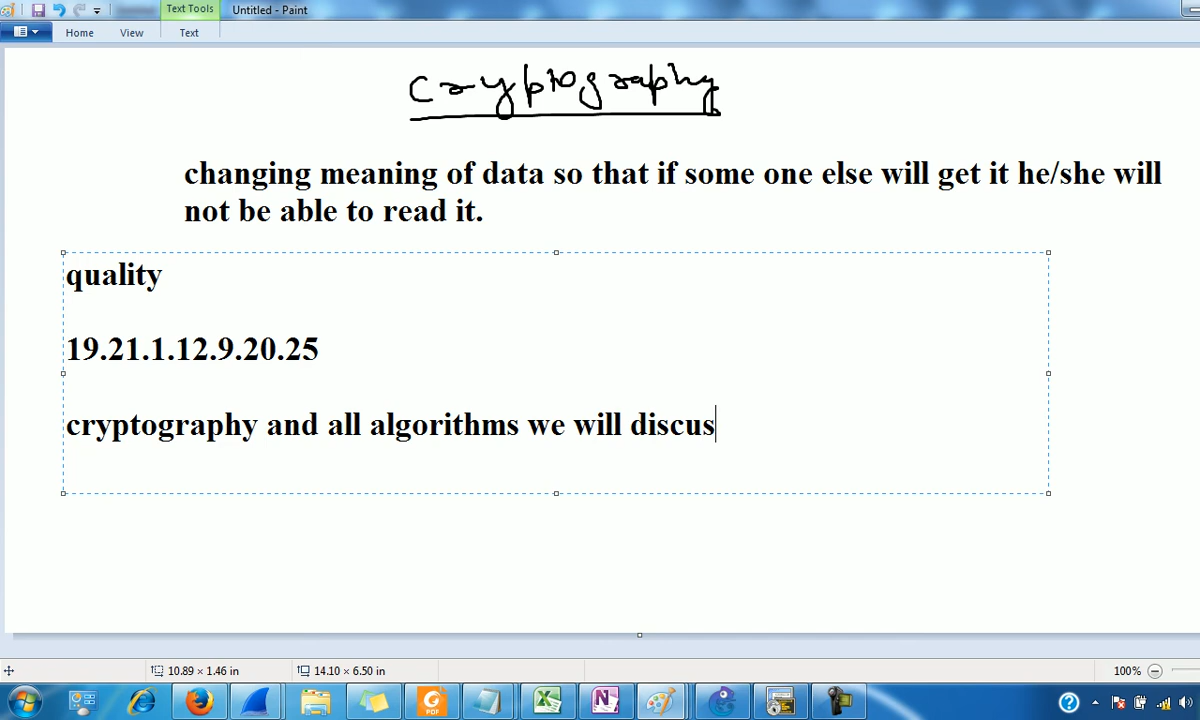 Text Tools
Untitled - Paint
Home
View
Text
cryptography
changing meaning of data so that if some one else will get it he/she will
not be able to read it.
quality
19.21.1.12.9.20.25
cryptography and all algorithms we will discus
10.89 × 1.46 in
14.10 × 6.50 in
100%
PDF